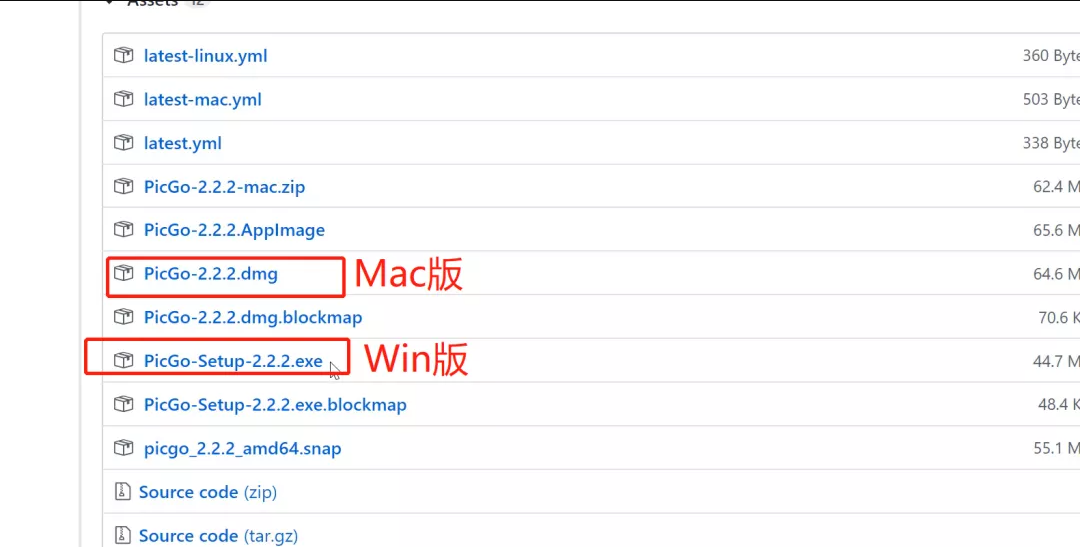 Assets 12
latest-linux.yml 360 Byte
latest-mac.yml 503 Byte
latest.yml 338 Byte
PicGo-2.2.2-mac.zip 62.4 M
PicGo-2.2.2.AppImage 65.6 M
PicGo-2.2.2.dmg Mac版 64.6 M
PicGo-2.2.2.dmg.blockmap 70.6 K
PicGo-Setup-2.2.2.exe Win版 44.7 M
PicGo-Setup-2.2.2.exe.blockmap 48.4 K
picgo_2.2.2_amd64.snap 55.1 M
Source code (zip)
Source code (tar.gz)